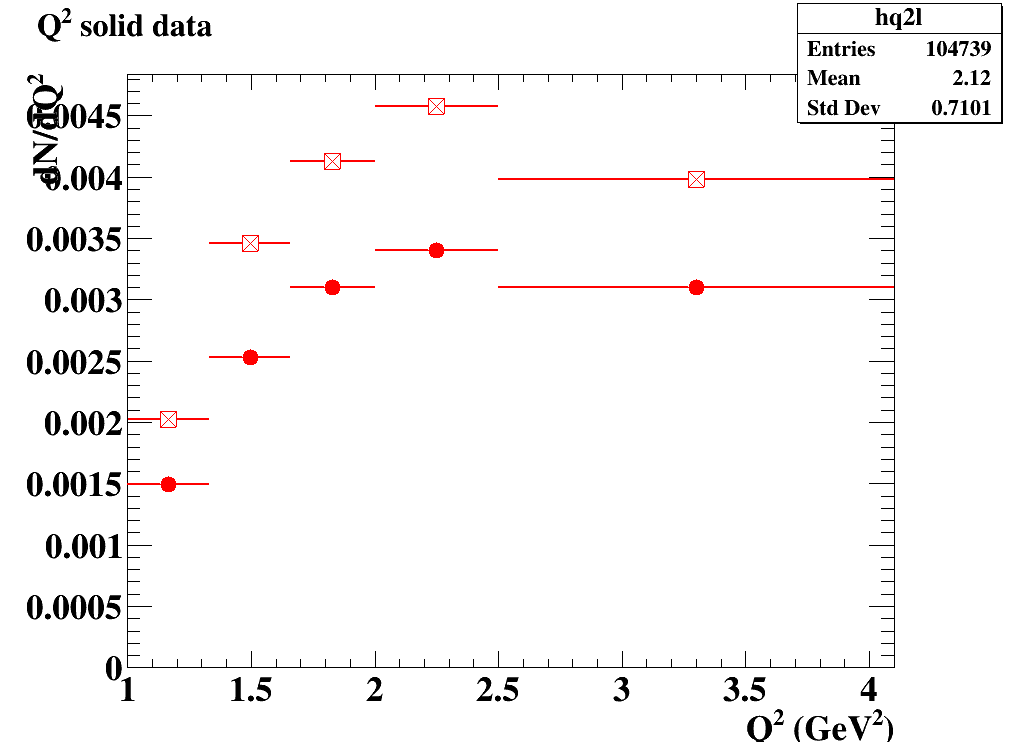 Q² solid data
hq2l
Entries 104739
Mean 2.12
Std Dev 0.7101
dN/dQ²
0.0045
0.004
0.0035
0.003
0.0025
0.002
0.0015
0.001
0.0005
0
1 1.5 2 2.5 3 3.5 4
Q² (GeV²)